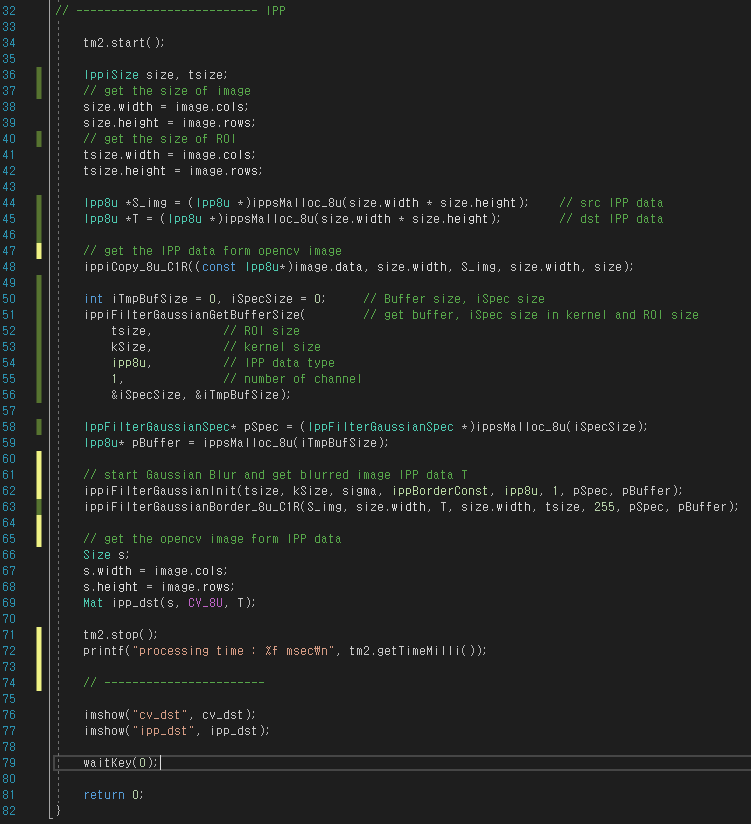 32 // -------------------------- IPP
33
34 tm2.start();
35
36 IppiSize size, tsize;
37 // get the size of image
38 size.width = image.cols;
39 size.height = image.rows;
40 // get the size of ROI
41 tsize.width = image.cols;
42 tsize.height = image.rows;
43
44 Ipp8u *S_img = (Ipp8u *)ippsMalloc_8u(size.width * size.height); // src IPP data
45 Ipp8u *T = (Ipp8u *)ippsMalloc_8u(size.width * size.height); // dst IPP data
46
47 // get the IPP data form opencv image
48 ippiCopy_8u_C1R((const Ipp8u*)image.data, size.width, S_img, size.width, size);
49
50 int iTmpBufSize = 0, iSpecSize = 0; // Buffer size, iSpec size
51 ippiFilterGaussianGetBufferSize( // get buffer, iSpec size in kernel and ROI size
52 tsize, // ROI size
53 kSize, // kernel size
54 ipp8u, // IPP data type
55 1, // number of channel
56 &iSpecSize, &iTmpBufSize);
57
58 IppFilterGaussianSpec* pSpec = (IppFilterGaussianSpec *)ippsMalloc_8u(iSpecSize);
59 Ipp8u* pBuffer = ippsMalloc_8u(iTmpBufSize);
60
61 // start Gaussian Blur and get blurred image IPP data T
62 ippiFilterGaussianInit(tsize, kSize, sigma, ippBorderConst, ipp8u, 1, pSpec, pBuffer);
63 ippiFilterGaussianBorder_8u_C1R(S_img, size.width, T, size.width, tsize, 255, pSpec, pBuffer);
64
65 // get the opencv image form IPP data
66 Size s;
67 s.width = image.cols;
68 s.height = image.rows;
69 Mat ipp_dst(s, CY_8U, T);
70
71 tm2.stop();
72 printf("processing time : %f msec₩n", tm2.getTimeMilli());
73
74 // -----------------------
75
76 imshow("cv_dst", cv_dst);
77 imshow("ipp_dst", ipp_dst);
78
79 waitKey(0);
80
81 return 0;
82 }